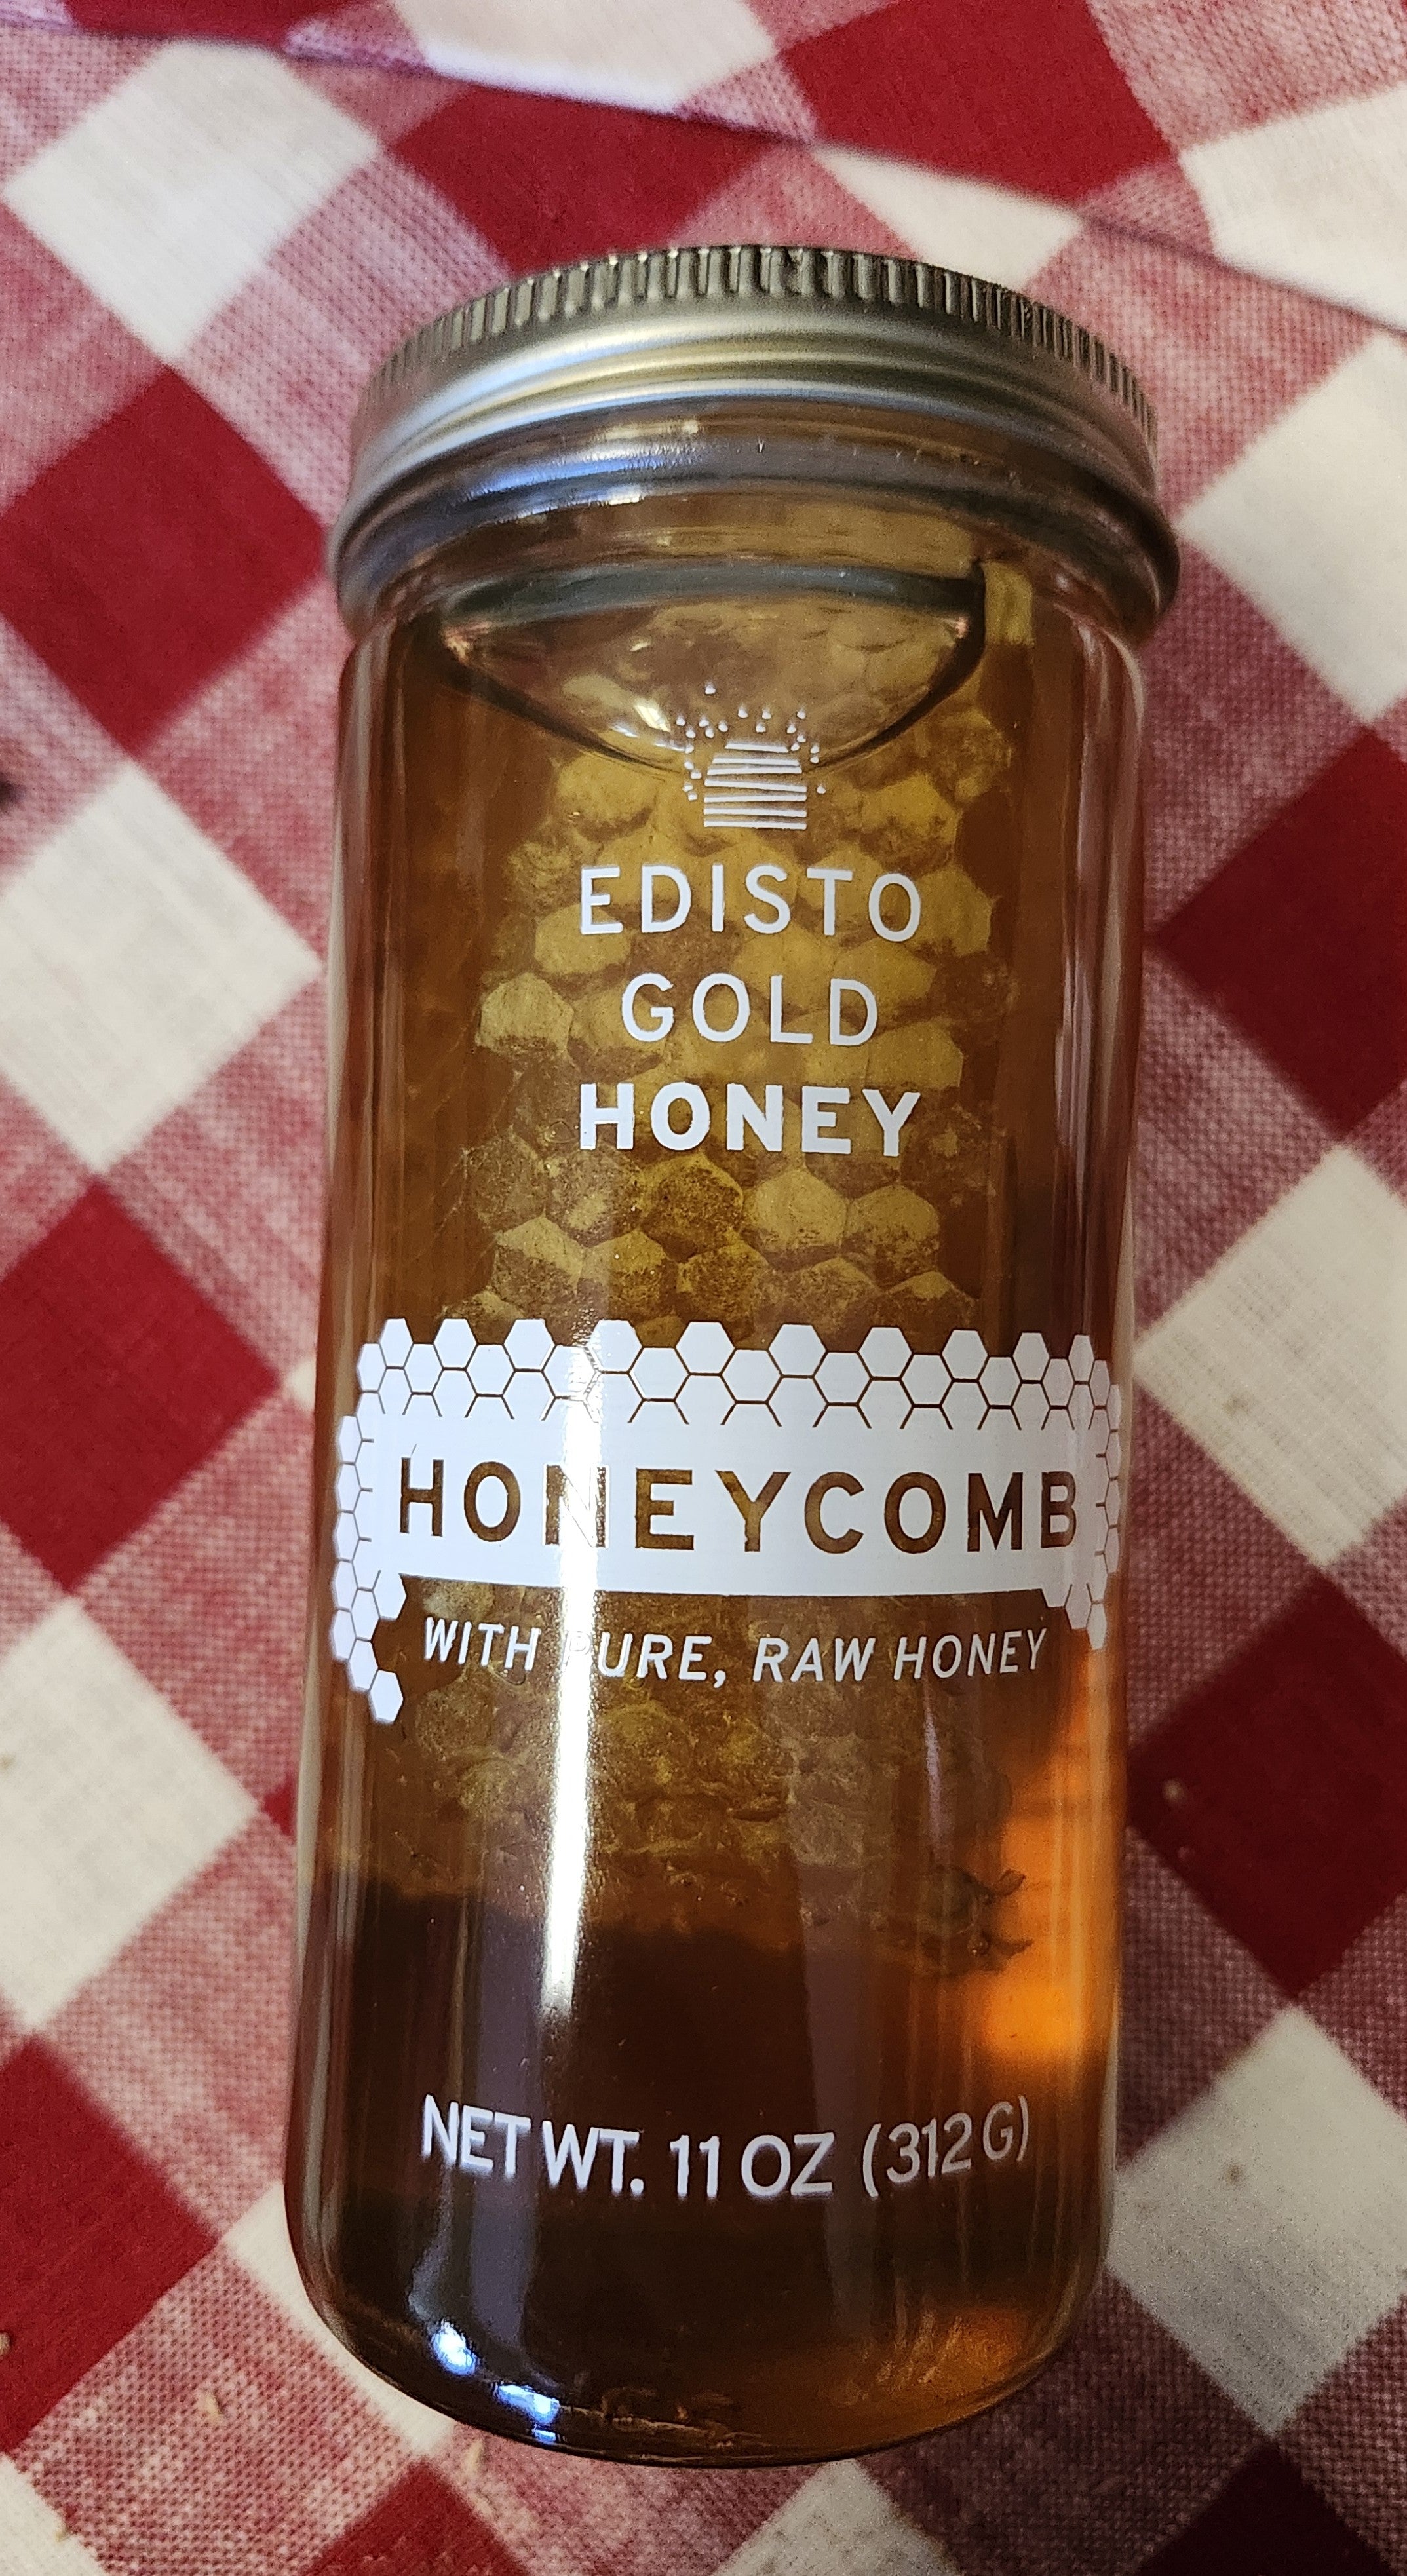 EDISTO
GOLD
HONEY
HONEYCOMB
WITH PURE, RAW HONEY
NET WT. 11 OZ (312 G)